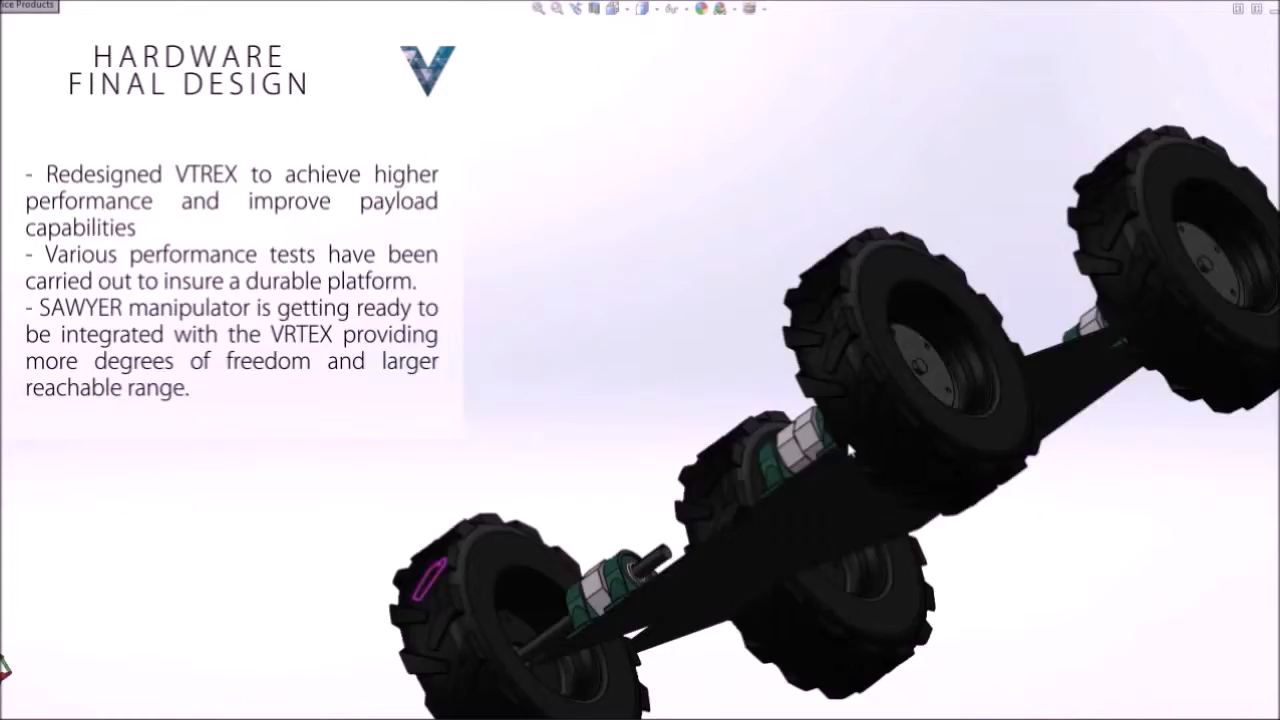 ice Products
HARDWARE
FINAL DESIGN
- Redesigned VTREX to achieve higher
performance and improve payload
capabilities
- Various performance tests have been
carried out to insure a durable platform.
- SAWYER manipulator is getting ready to
be integrated with the VRTEX providing
more degrees of freedom and larger
reachable range.